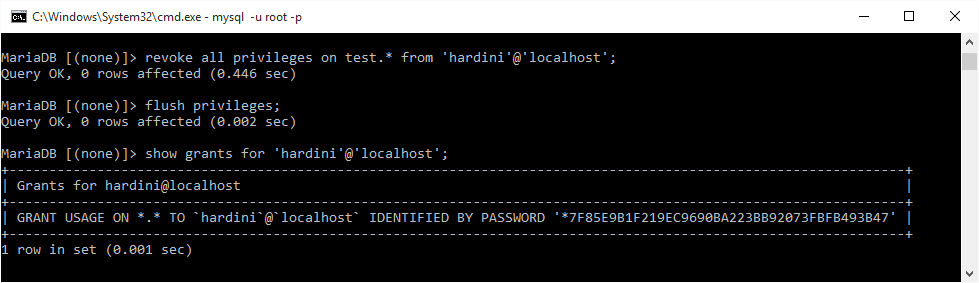 C:\Windows\System32\cmd.exe - mysql -u root -p
MariaDB [(none)]> revoke all privileges on test.* from 'hardini'@'localhost';
Query OK, 0 rows affected (0.446 sec)
MariaDB [(none)]> flush privileges;
Query OK, 0 rows affected (0.002 sec)
MariaDB [(none)]> show grants for 'hardini'@'localhost';
+----------------------------------------------------------------------------------------------------------------+
| Grants for hardini@localhost |
+----------------------------------------------------------------------------------------------------------------+
| GRANT USAGE ON *.* TO `hardini`@`localhost` IDENTIFIED BY PASSWORD '*7F85E9B1F219EC9690BA223BB92073FBFB493B47' |
+----------------------------------------------------------------------------------------------------------------+
1 row in set (0.001 sec)